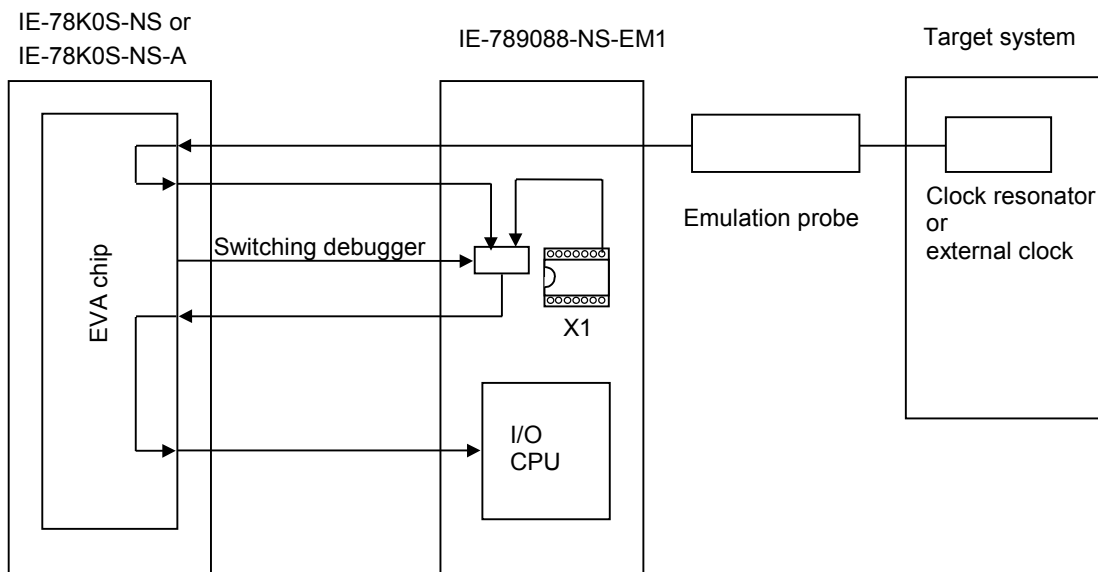 IE-78K0S-NS or
IE-78K0S-NS-A
IE-789088-NS-EM1
Target system
EVA chip
Switching debugger
X1
I/O
CPU
Emulation probe
Clock resonator
or
external clock